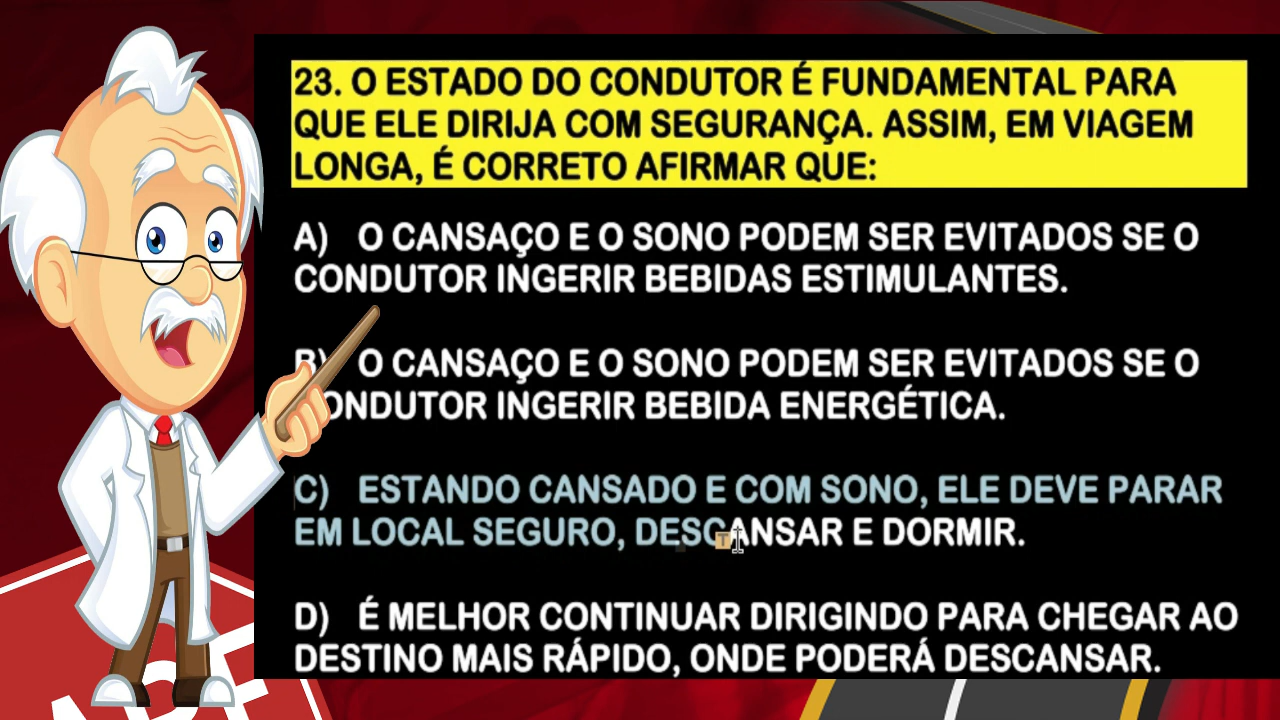 23. O ESTADO DO CONDUTOR É FUNDAMENTAL PARA
QUE ELE DIRIJA COM SEGURANÇA. ASSIM, EM VIAGEM
LONGA, É CORRETO AFIRMAR QUE:
A) O CANSAÇO E O SONO PODEM SER EVITADOS SE O
CONDUTOR INGERIR BEBIDAS ESTIMULANTES.
B) O CANSAÇO E O SONO PODEM SER EVITADOS SE O
CONDUTOR INGERIR BEBIDA ENERGÉTICA.
C) ESTANDO CANSADO E COM SONO, ELE DEVE PARAR
EM LOCAL SEGURO, DESCANSAR E DORMIR.
D) É MELHOR CONTINUAR DIRIGINDO PARA CHEGAR AO
DESTINO MAIS RÁPIDO, ONDE PODERÁ DESCANSAR.